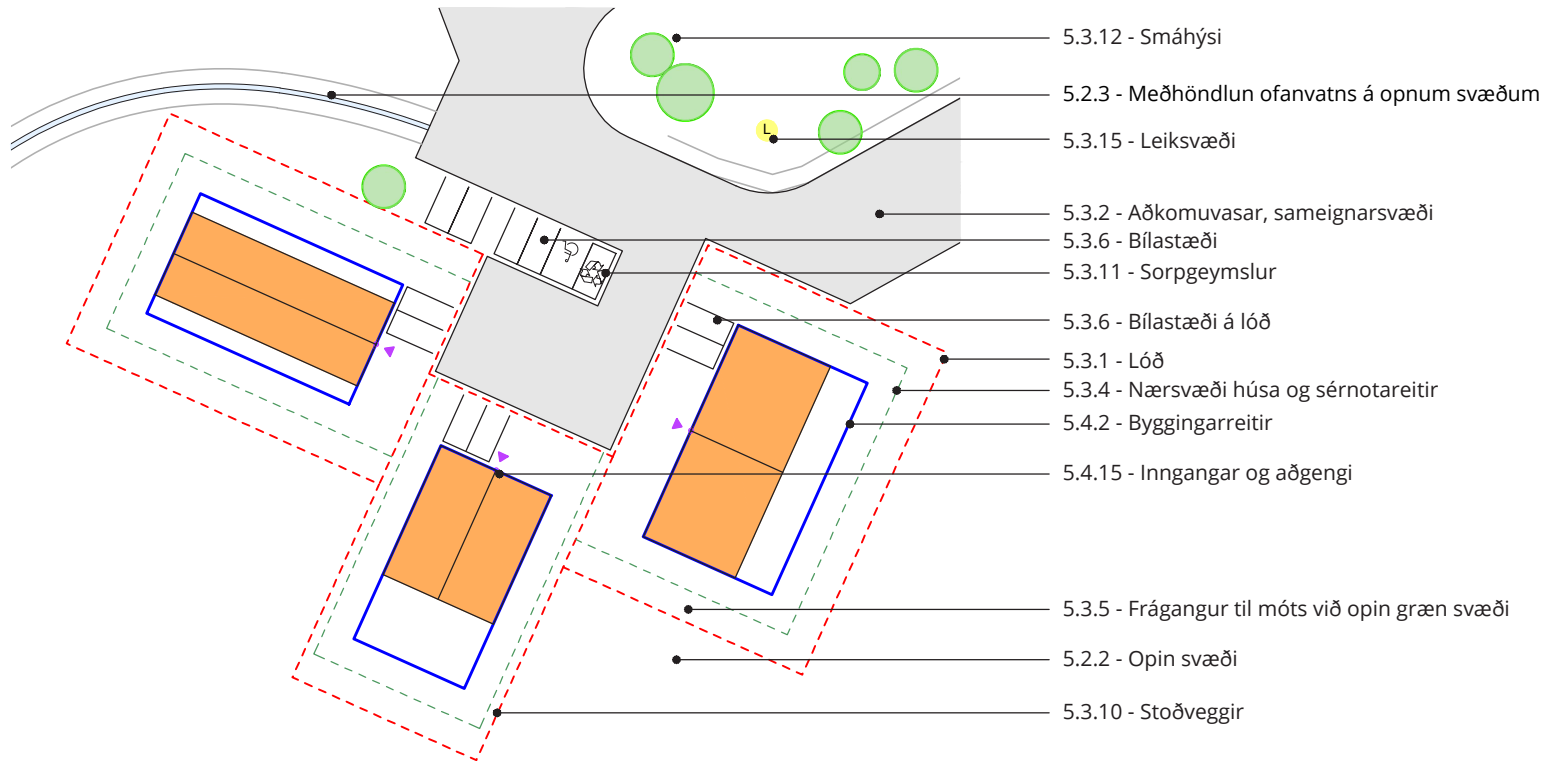 5.3.12 - Smáhýsi
5.2.3 - Meðhöndlun ofanvatns á opnum svæðum
L
5.3.15 - Leiksvæði
5.3.2 - Aðkomuvasar, sameignarsvæði
5.3.6 - Bílastæði
5.3.11 - Sorpgeymslur
5.3.6 - Bílastæði á lóð
5.3.1 - Lóð
5.3.4 - Nærsvæði húsa og sérnotareitir
5.4.2 - Byggingarreitir
5.4.15 - Inngangar og aðgengi
5.3.5 - Frágangur til móts við opin græn svæði
5.2.2 - Opin svæði
5.3.10 - Stoðveggir